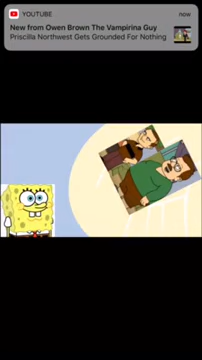 YOUTUBE
now
New from Owen Brown The Vampirina Guy
Priscilla Northwest Gets Grounded For Nothing